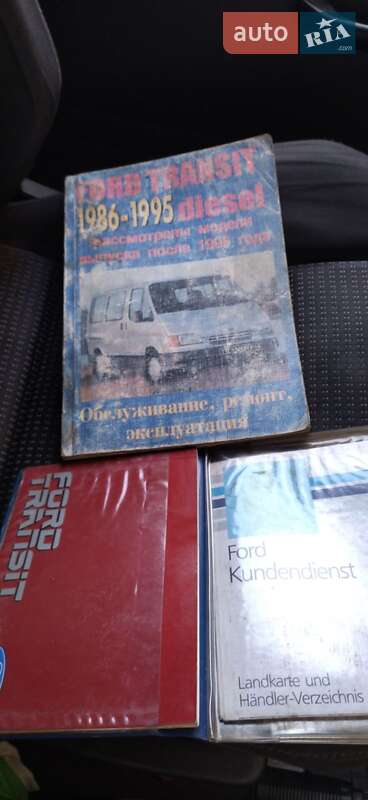 auto RIA.com
FORD TRANSIT
1986-1995 diesel
рассмотрены модели
выпуска после 1995 года
Обслуживание, ремонт,
эксплуатация
FORD
TRANSIT
Ford
Kundendienst
Landkarte und
Händler-Verzeichnis